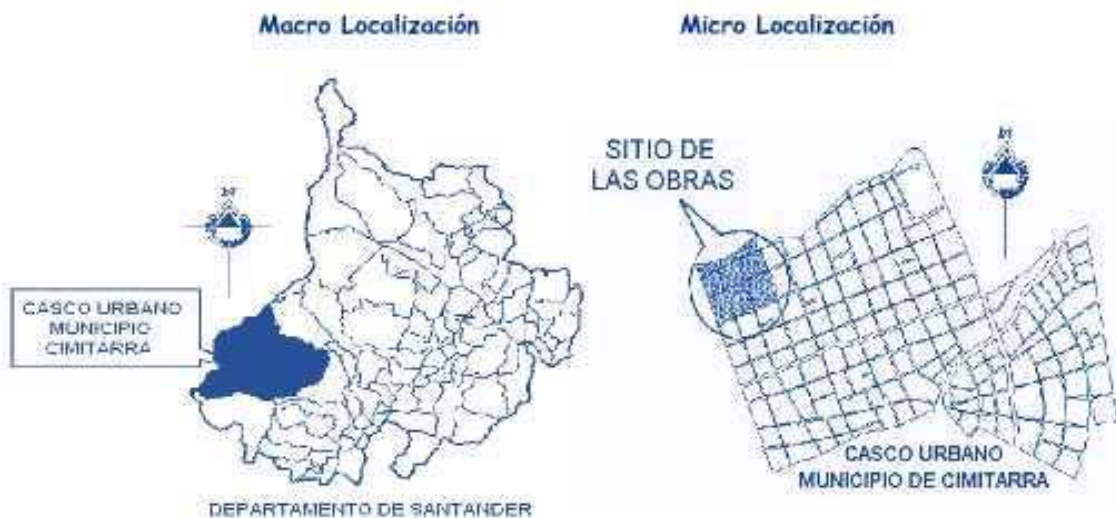 Macro Localización
Micro Localización
SITIO DE
LAS OBRAS
CASCO URBANO
MUNICIPIO
CIMITARRA
DEPARTAMENTO DE SANTANDER
CASCO URBANO
MUNICIPIO DE CIMITARRA